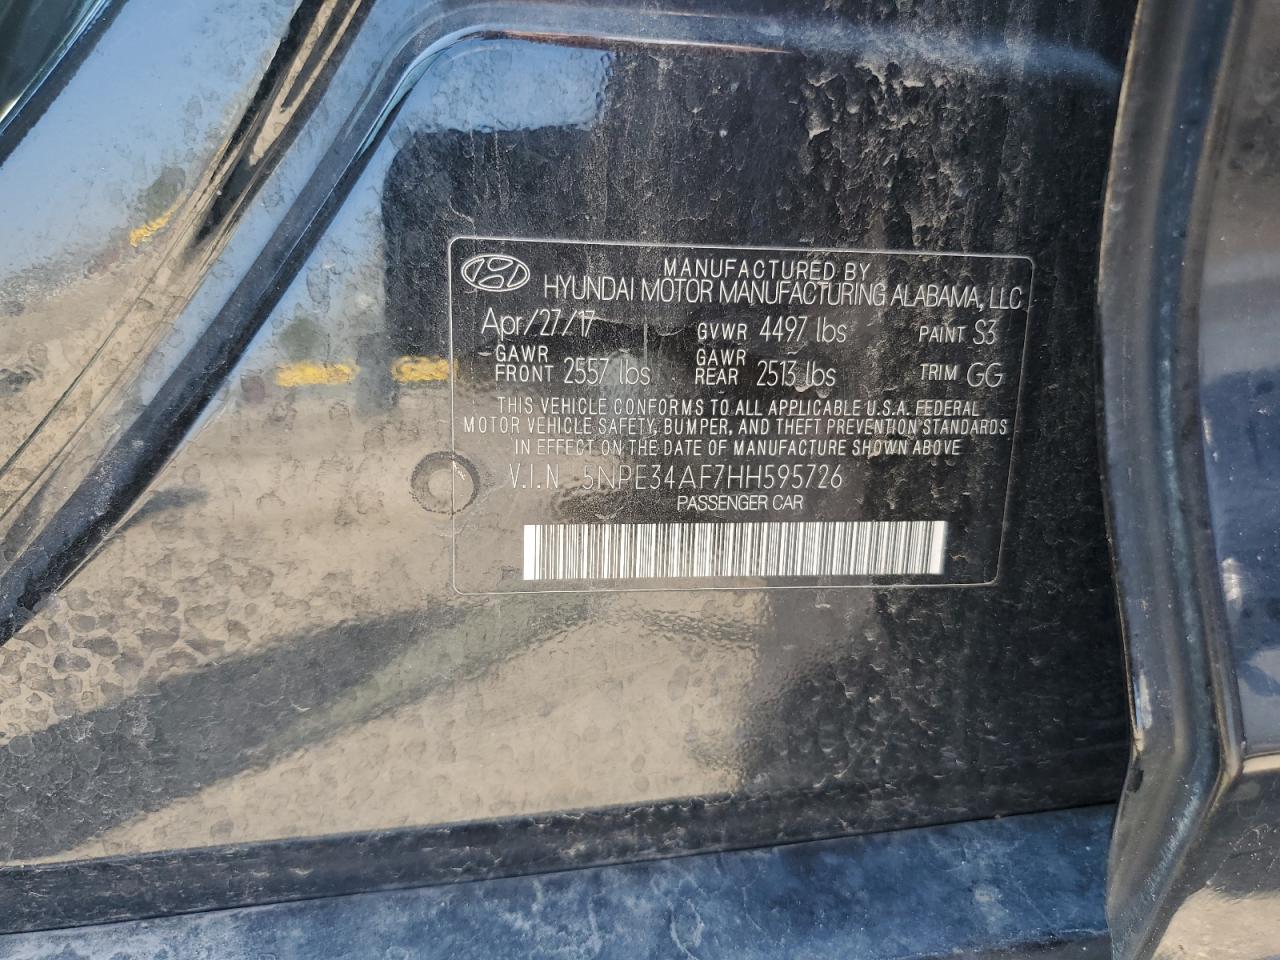 MANUFACTURED BY
HYUNDAI MOTOR MANUFACTURING ALABAMA, LLC
Apr/27/17 GVWR 4497 lbs PAINT S3
GAWR FRONT 2557 lbs GAWR REAR 2513 lbs TRIM GG
THIS VEHICLE CONFORMS TO ALL APPLICABLE U.S.A. FEDERAL
MOTOR VEHICLE SAFETY, BUMPER, AND THEFT PREVENTION STANDARDS
IN EFFECT ON THE DATE OF MANUFACTURE SHOWN ABOVE
V.I.N 5NPE34AF7HH595726
PASSENGER CAR